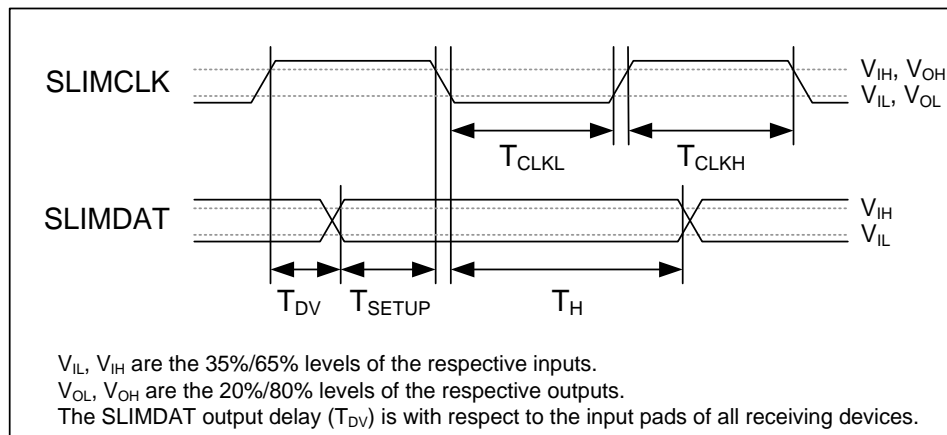 SLIMCLK
V_IH, V_OH
V_IL, V_OL
T_CLKL
T_CLKH
SLIMDAT
V_IH
V_IL
T_DV
T_SETUP
T_H
V_IL, V_IH are the 35%/65% levels of the respective inputs.
V_OL, V_OH are the 20%/80% levels of the respective outputs.
The SLIMDAT output delay (T_DV) is with respect to the input pads of all receiving devices.